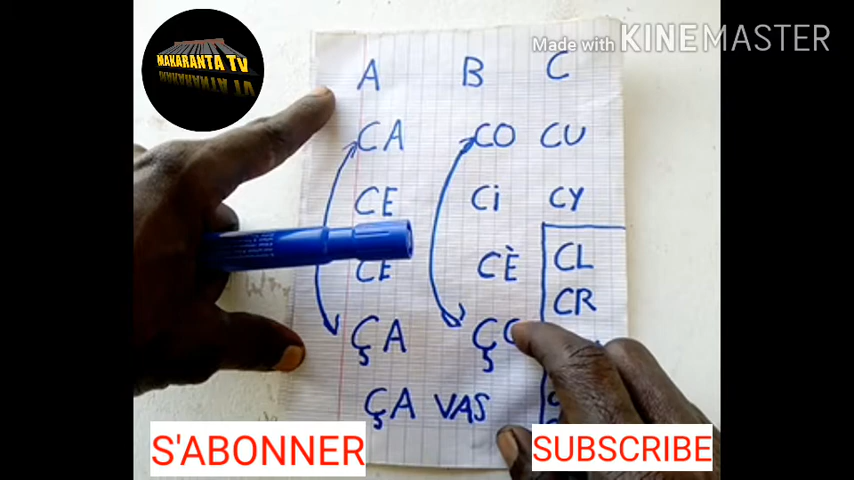 MAKARANTA TV
Made with KINEMASTER
A B C
CA CO CU
CE Ci CY
CE CÈ CL
CR
ÇA
ÇA VAS
S'ABONNER SUBSCRIBE